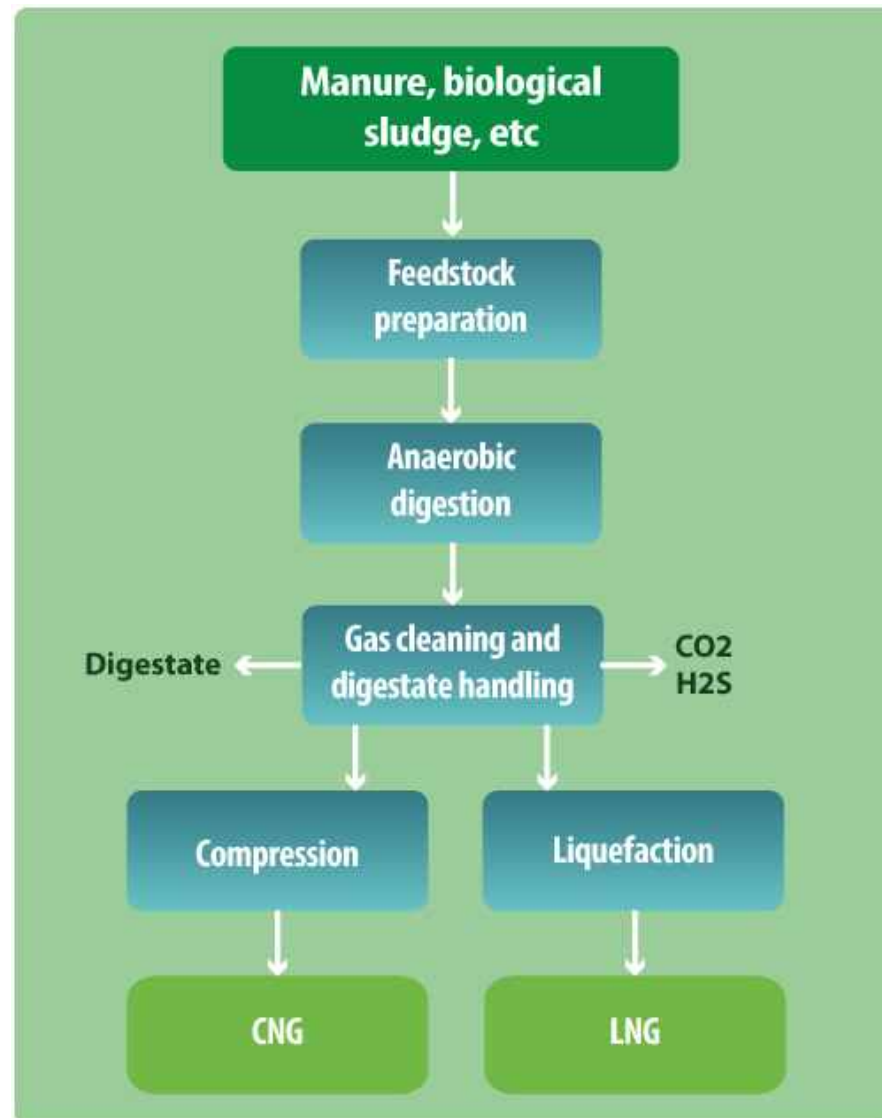 Manure, biological
sludge, etc
Feedstock
preparation
Anaerobic
digestion
Gas cleaning and
digestate handling
Digestate
CO2
H2S
Compression
Liquefaction
CNG
LNG